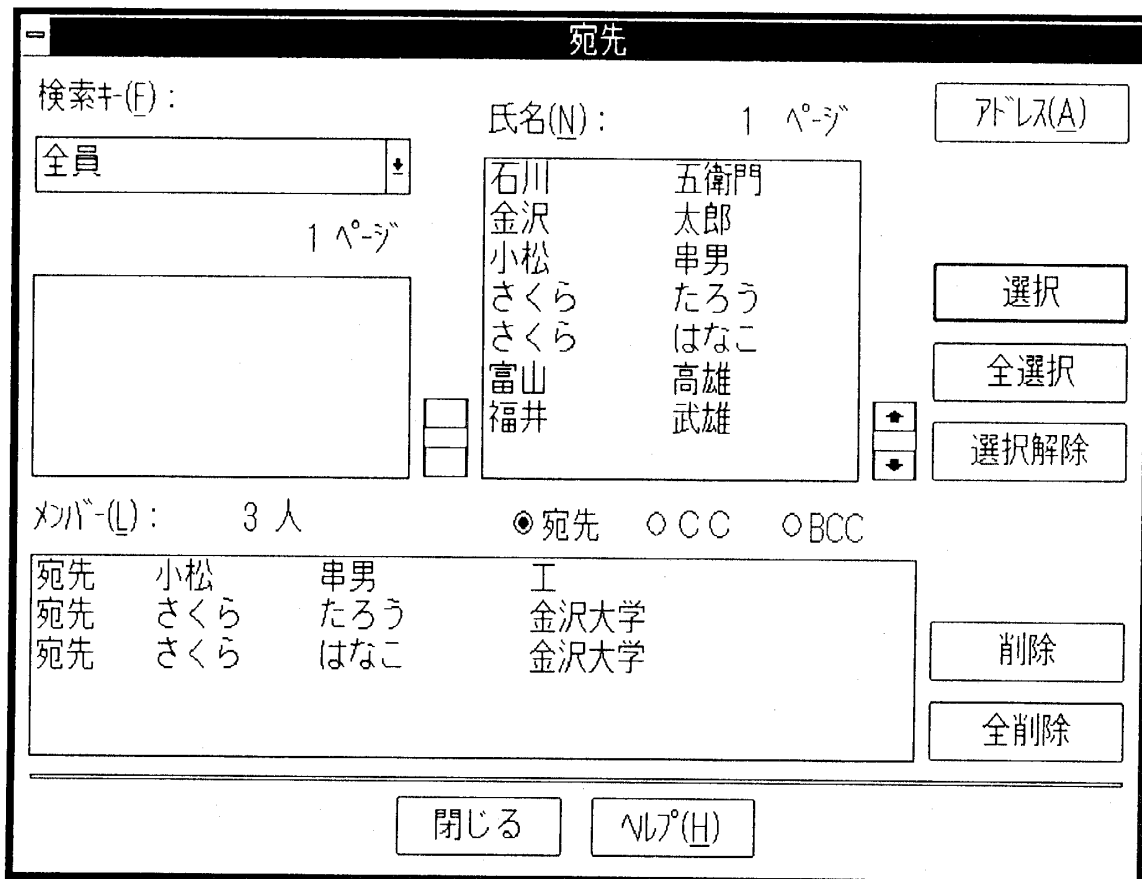 宛先
検索ｷｰ(F):
全員
1 ﾍﾟｰｼﾞ
氏名(N): 1 ﾍﾟｰｼﾞ
石川 五衛門
金沢 太郎
小松 串男
さくら たろう
さくら はなこ
富山 高雄
福井 武雄
ｱﾄﾞﾚｽ(A)
選択
全選択
選択解除
ﾒﾝﾊﾞｰ(L): 3 人
宛先 CC BCC
宛先 小松 串男 工
宛先 さくら たろう 金沢大学
宛先 さくら はなこ 金沢大学
削除
全削除
閉じる ﾍﾙﾌﾟ(H)